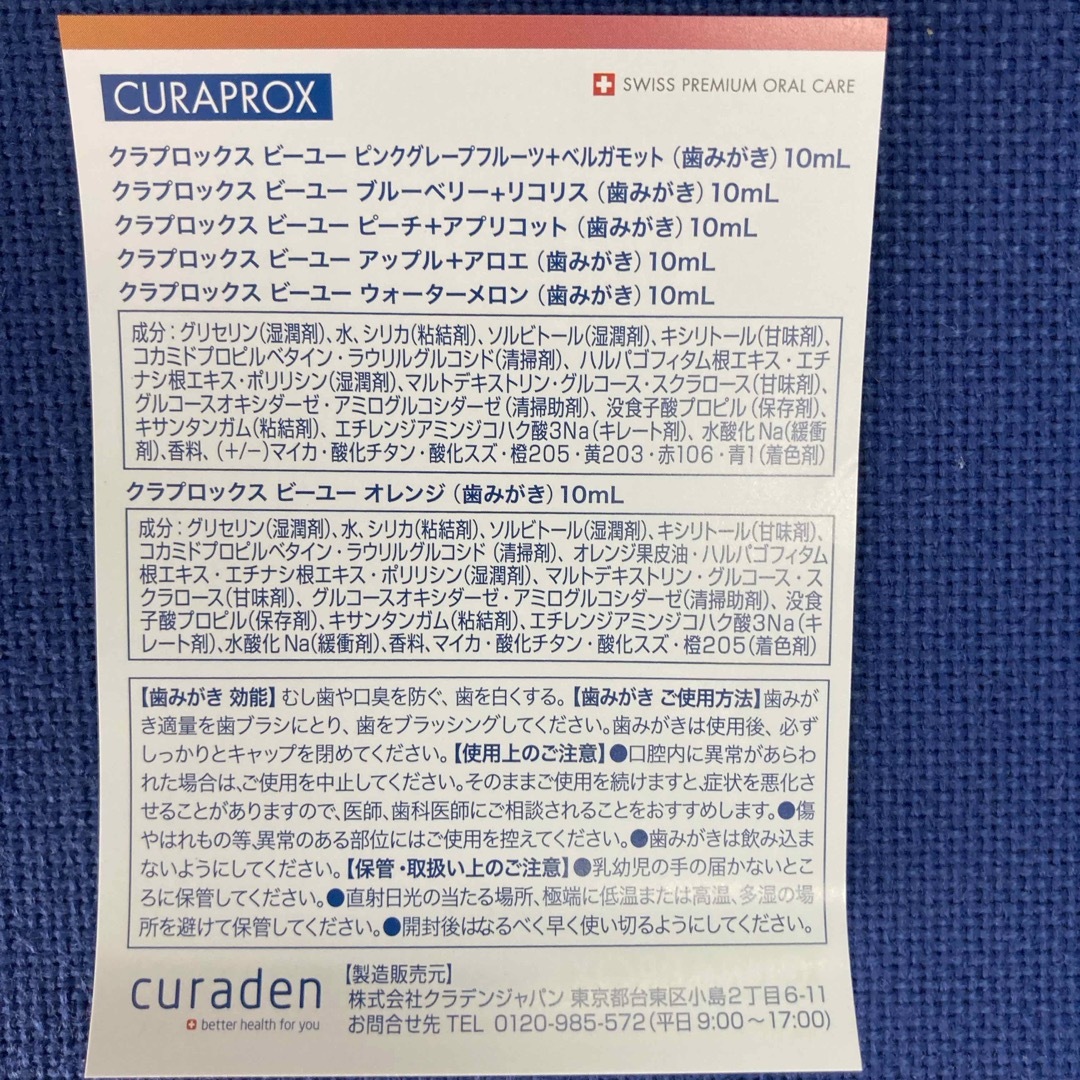 CURAPROX
SWISS PREMIUM ORAL CARE
クラプロックス ビーユー ピンクグレープフルーツ+ベルガモット (歯みがき) 10mL
クラプロックス ビーユー ブルーベリー+リコリス (歯みがき) 10mL
クラプロックス ビーユー ピーチ+アプリコット (歯みがき) 10mL
クラプロックス ビーユー アップル+アロエ (歯みがき) 10mL
クラプロックス ビーユー ウォーターメロン (歯みがき) 10mL
成分：グリセリン(湿潤剤)、水、シリカ(粘結剤)、ソルビトール(湿潤剤)、キシリトール(甘味剤)、
コカミドプロピルベタイン・ラウリルグルコシド(清掃剤)、ハルパゴフィタム根エキス・エチ
ナシ根エキス・ポリリシン(湿潤剤)、マルトデキストリン・グルコース・スクラロース(甘味剤)、
グルコースオキシダーゼ・アミログルコシダーゼ(清掃助剤)、没食子酸プロピル(保存剤)、
キサンタンガム(粘結剤)、エチレンジアミンジコハク酸3Na(キレート剤)、水酸化Na(緩衝
剤)、香料、(+/−)マイカ・酸化チタン・酸化スズ・橙205・黄203・赤106・青1(着色剤)
クラプロックス ビーユー オレンジ (歯みがき) 10mL
成分：グリセリン(湿潤剤)、水、シリカ(粘結剤)、ソルビトール(湿潤剤)、キシリトール(甘味剤)、
コカミドプロピルベタイン・ラウリルグルコシド(清掃剤)、オレンジ果皮油・ハルパゴフィタム
根エキス・エチナシ根エキス・ポリリシン(湿潤剤)、マルトデキストリン・グルコース・ス
クラロース(甘味剤)、グルコースオキシダーゼ・アミログルコシダーゼ(清掃助剤)、没食
子酸プロピル(保存剤)、キサンタンガム(粘結剤)、エチレンジアミンジコハク酸3Na(キ
レート剤)、水酸化Na(緩衝剤)、香料、マイカ・酸化チタン・酸化スズ・橙205(着色剤)
【歯みがき 効能】むし歯や口臭を防ぐ、歯を白くする。【歯みがき ご使用方法】歯みが
き適量を歯ブラシにとり、歯をブラッシングしてください。歯みがきは使用後、必ず
しっかりとキャップを閉めてください。【使用上のご注意】●口腔内に異常があらわ
れた場合は、ご使用を中止してください。そのままご使用を続けますと、症状を悪化さ
せることがありますので、医師、歯科医師にご相談されることをおすすめします。●傷
やはれもの等、異常のある部位にはご使用を控えてください。●歯みがきは飲み込ま
ないようにしてください。【保管・取扱い上のご注意】●乳幼児の手の届かないとこ
ろに保管してください。●直射日光の当たる場所、極端に低温または高温、多湿の場
所を避けて保管してください。●開封後はなるべく早く使い切るようにしてください。
curaden
better health for you
【製造販売元】
株式会社クラデンジャパン 東京都台東区小島2丁目6-11
お問合せ先 TEL 0120-985-572(平日9:00～17:00)